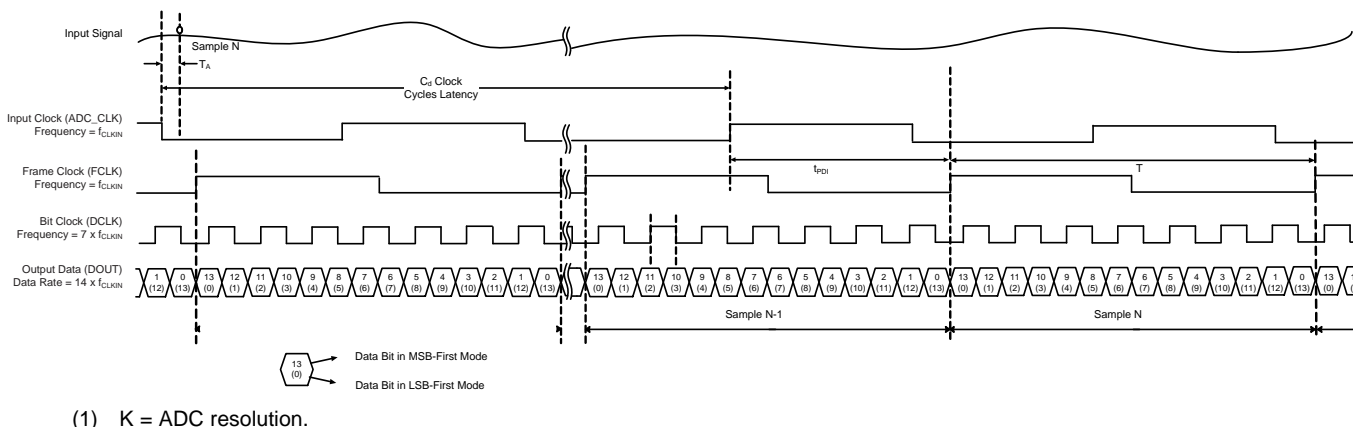 Input Signal
Sample N
TA
Cd Clock
Cycles Latency
Input Clock (ADC_CLK)
Frequency = fCLKIN
Frame Clock (FCLK)
Frequency = fCLKIN
tPDI
T
Bit Clock (DCLK)
Frequency = 7 x fCLKIN
Output Data (DOUT)
Data Rate = 14 x fCLKIN
1 0 13 12 11 10 9 8 7 6 5 4 3 2 1 0 13 12 11 10 9 8 7 6 5 4 3 2 1 0 13 12 11 10 9 8 7 6 5 4 3 2 1 0 13 1
(12) (13) (0) (1) (2) (3) (4) (5) (6) (7) (8) (9) (10) (11) (12) (13) (0) (1) (2) (3) (4) (5) (6) (7) (8) (9) (10) (11) (12) (13) (0) (1) (2) (3) (4) (5) (6) (7) (8) (9) (10) (11) (12) (13) (0)
Sample N-1
Sample N
13
(0)
Data Bit in MSB-First Mode
Data Bit in LSB-First Mode
(1) K = ADC resolution.